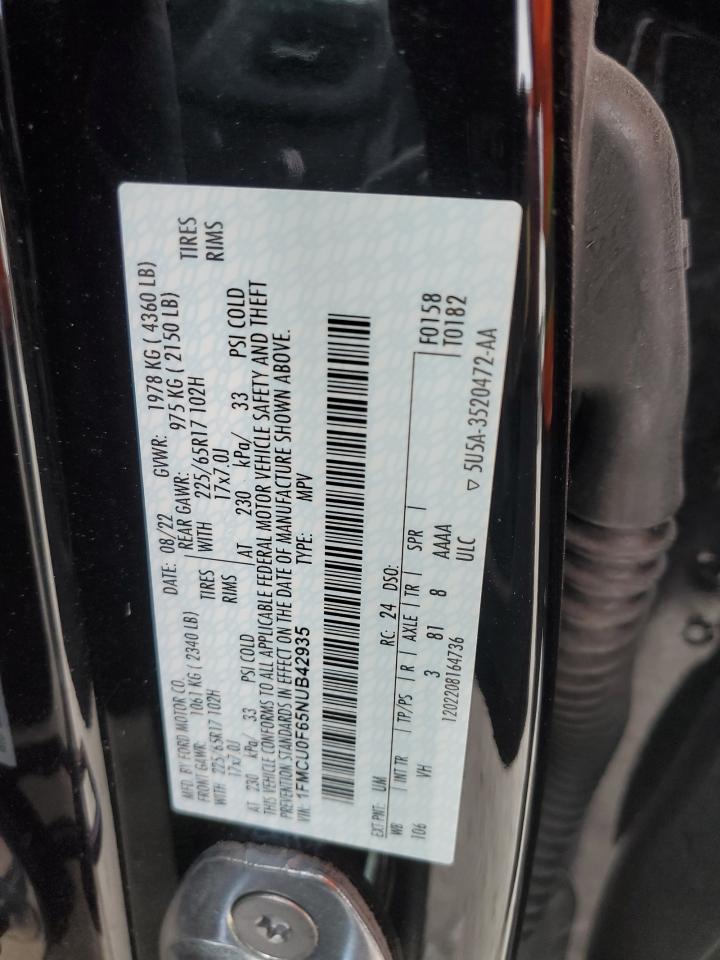 MFD. BY FORD MOTOR CO. DATE: 08/22 GVWR: 1978 KG ( 4360 LB)
FRONT GAWR: 1061 KG ( 2340 LB) REAR GAWR: 975 KG ( 2150 LB)
WITH 225/65R17 102H TIRES WITH 225/65R17 102H TIRES
17x7.0J RIMS 17x7.0J RIMS
AT 230 kPa/ 33 PSI COLD AT 230 kPa/ 33 PSI COLD
THIS VEHICLE CONFORMS TO ALL APPLICABLE FEDERAL MOTOR VEHICLE SAFETY AND THEFT
PREVENTION STANDARDS IN EFFECT ON THE DATE OF MANUFACTURE SHOWN ABOVE.
VIN: 1FMCU0F65NUB42935 TYPE: MPV
EXT PNT: UM RC: 24 DSO: F0158
WB INT TR TP/PS R AXLE TR SPR T0182
106 VH 3 81 8 AAAA
ULC
1202208164736 ▽ 5U5A-3520472-AA